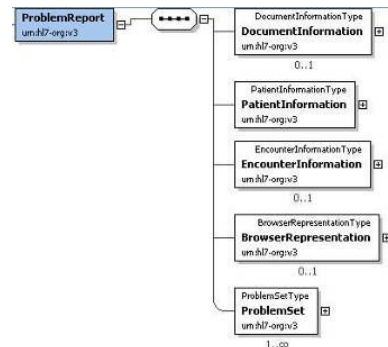 ProblemReport
urn:hl7-org:v3
DocumentInformationType
DocumentInformation
urn:hl7-org:v3
0..1
PatientInformationType
PatientInformation
urn:hl7-org:v3
EncounterInformationType
EncounterInformation
urn:hl7-org:v3
0..1
BrowserRepresentationType
BrowserRepresentation
urn:hl7-org:v3
0..1
ProblemSetType
ProblemSet
urn:hl7-org:v3
1..∞